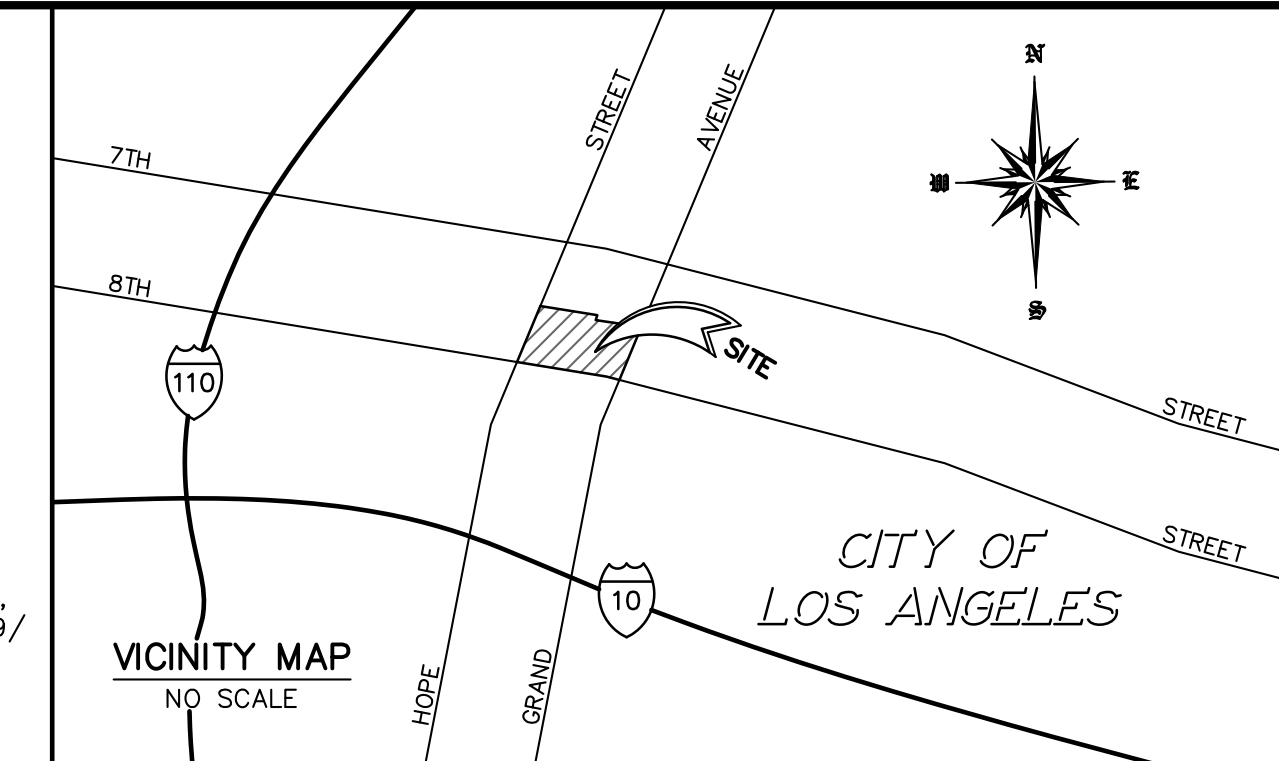 N
STREET
AVENUE
7TH
W
E
8TH
S
SITE
110
STREET
CITY OF
STREET
LOS ANGELES
10
,
9/
VICINITY MAP
NO SCALE
HOPE
GRAND